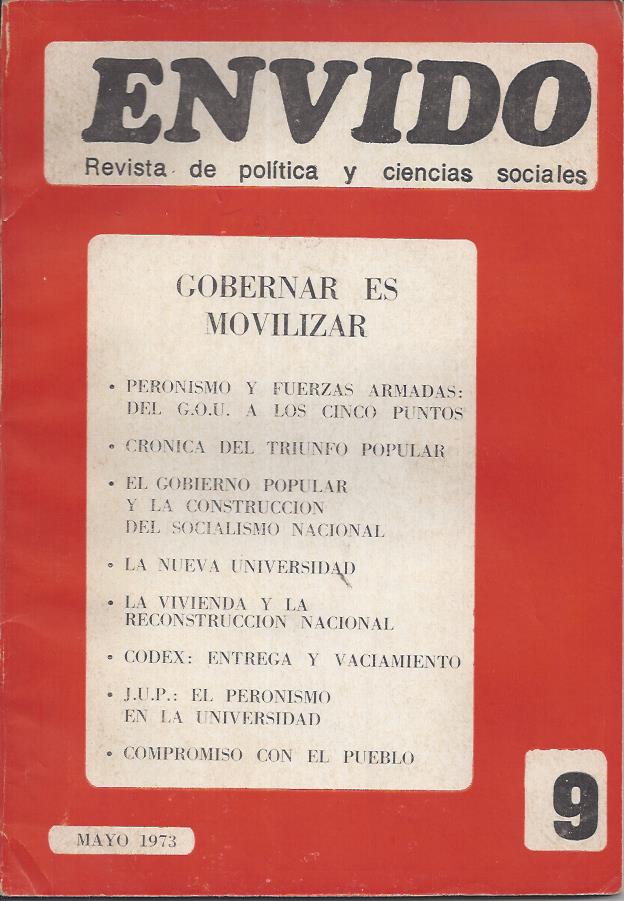 ENVIDO
Revista de política y ciencias sociales
GOBERNAR ES
MOVILIZAR
• PERONISMO Y FUERZAS ARMADAS:
DEL G.O.U. A LOS CINCO PUNTOS
• CRONICA DEL TRIUNFO POPULAR
• EL GOBIERNO POPULAR
Y LA CONSTRUCCION
DEL SOCIALISMO NACIONAL
• LA NUEVA UNIVERSIDAD
• LA VIVIENDA Y LA
RECONSTRUCCION NACIONAL
• CODEX: ENTREGA Y VACIAMIENTO
• J.U.P.: EL PERONISMO
EN LA UNIVERSIDAD
• COMPROMISO CON EL PUEBLO
9
MAYO 1973